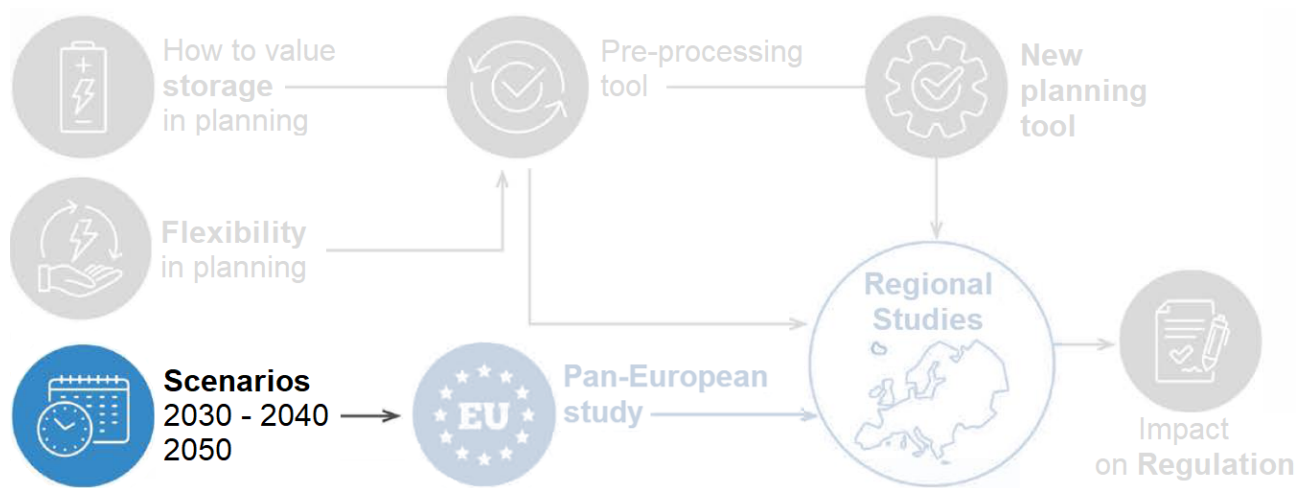 How to value
storage
in planning
Pre-processing
tool
New
planning
tool
Flexibility
in planning
Regional
Studies
Scenarios
2030 - 2040
2050
EU
Pan-European
study
Impact
on Regulation